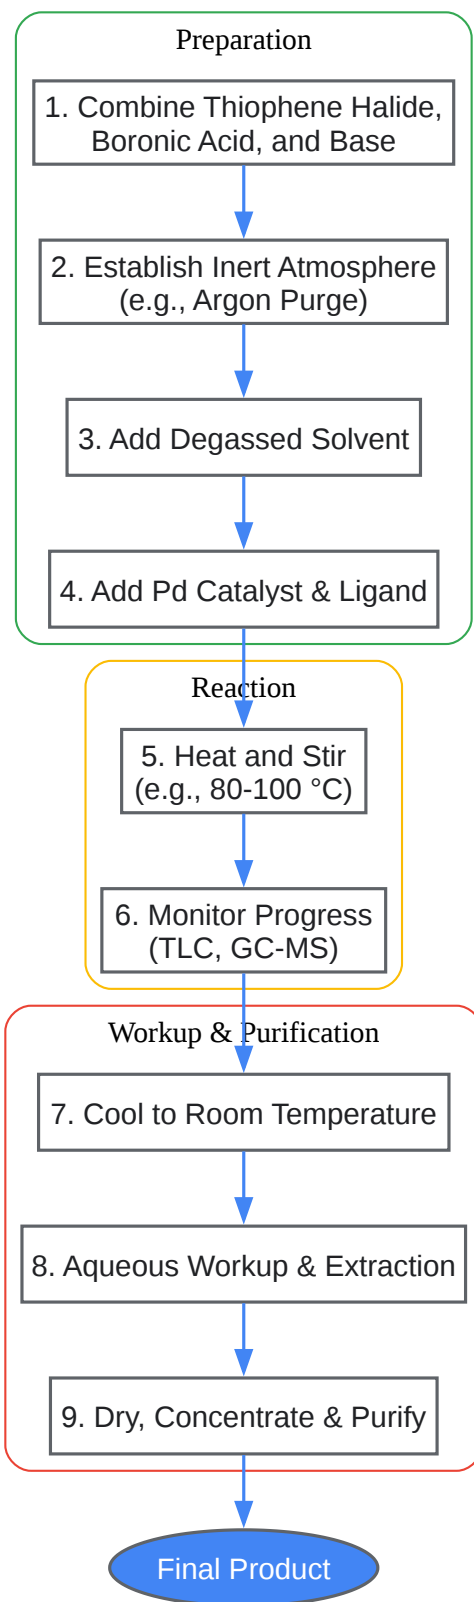 Preparation
1. Combine Thiophene Halide,
Boronic Acid, and Base
2. Establish Inert Atmosphere
(e.g., Argon Purge)
3. Add Degassed Solvent
4. Add Pd Catalyst & Ligand
Reaction
5. Heat and Stir
(e.g., 80-100 °C)
6. Monitor Progress
(TLC, GC-MS)
Workup & Purification
7. Cool to Room Temperature
8. Aqueous Workup & Extraction
9. Dry, Concentrate & Purify
Final Product